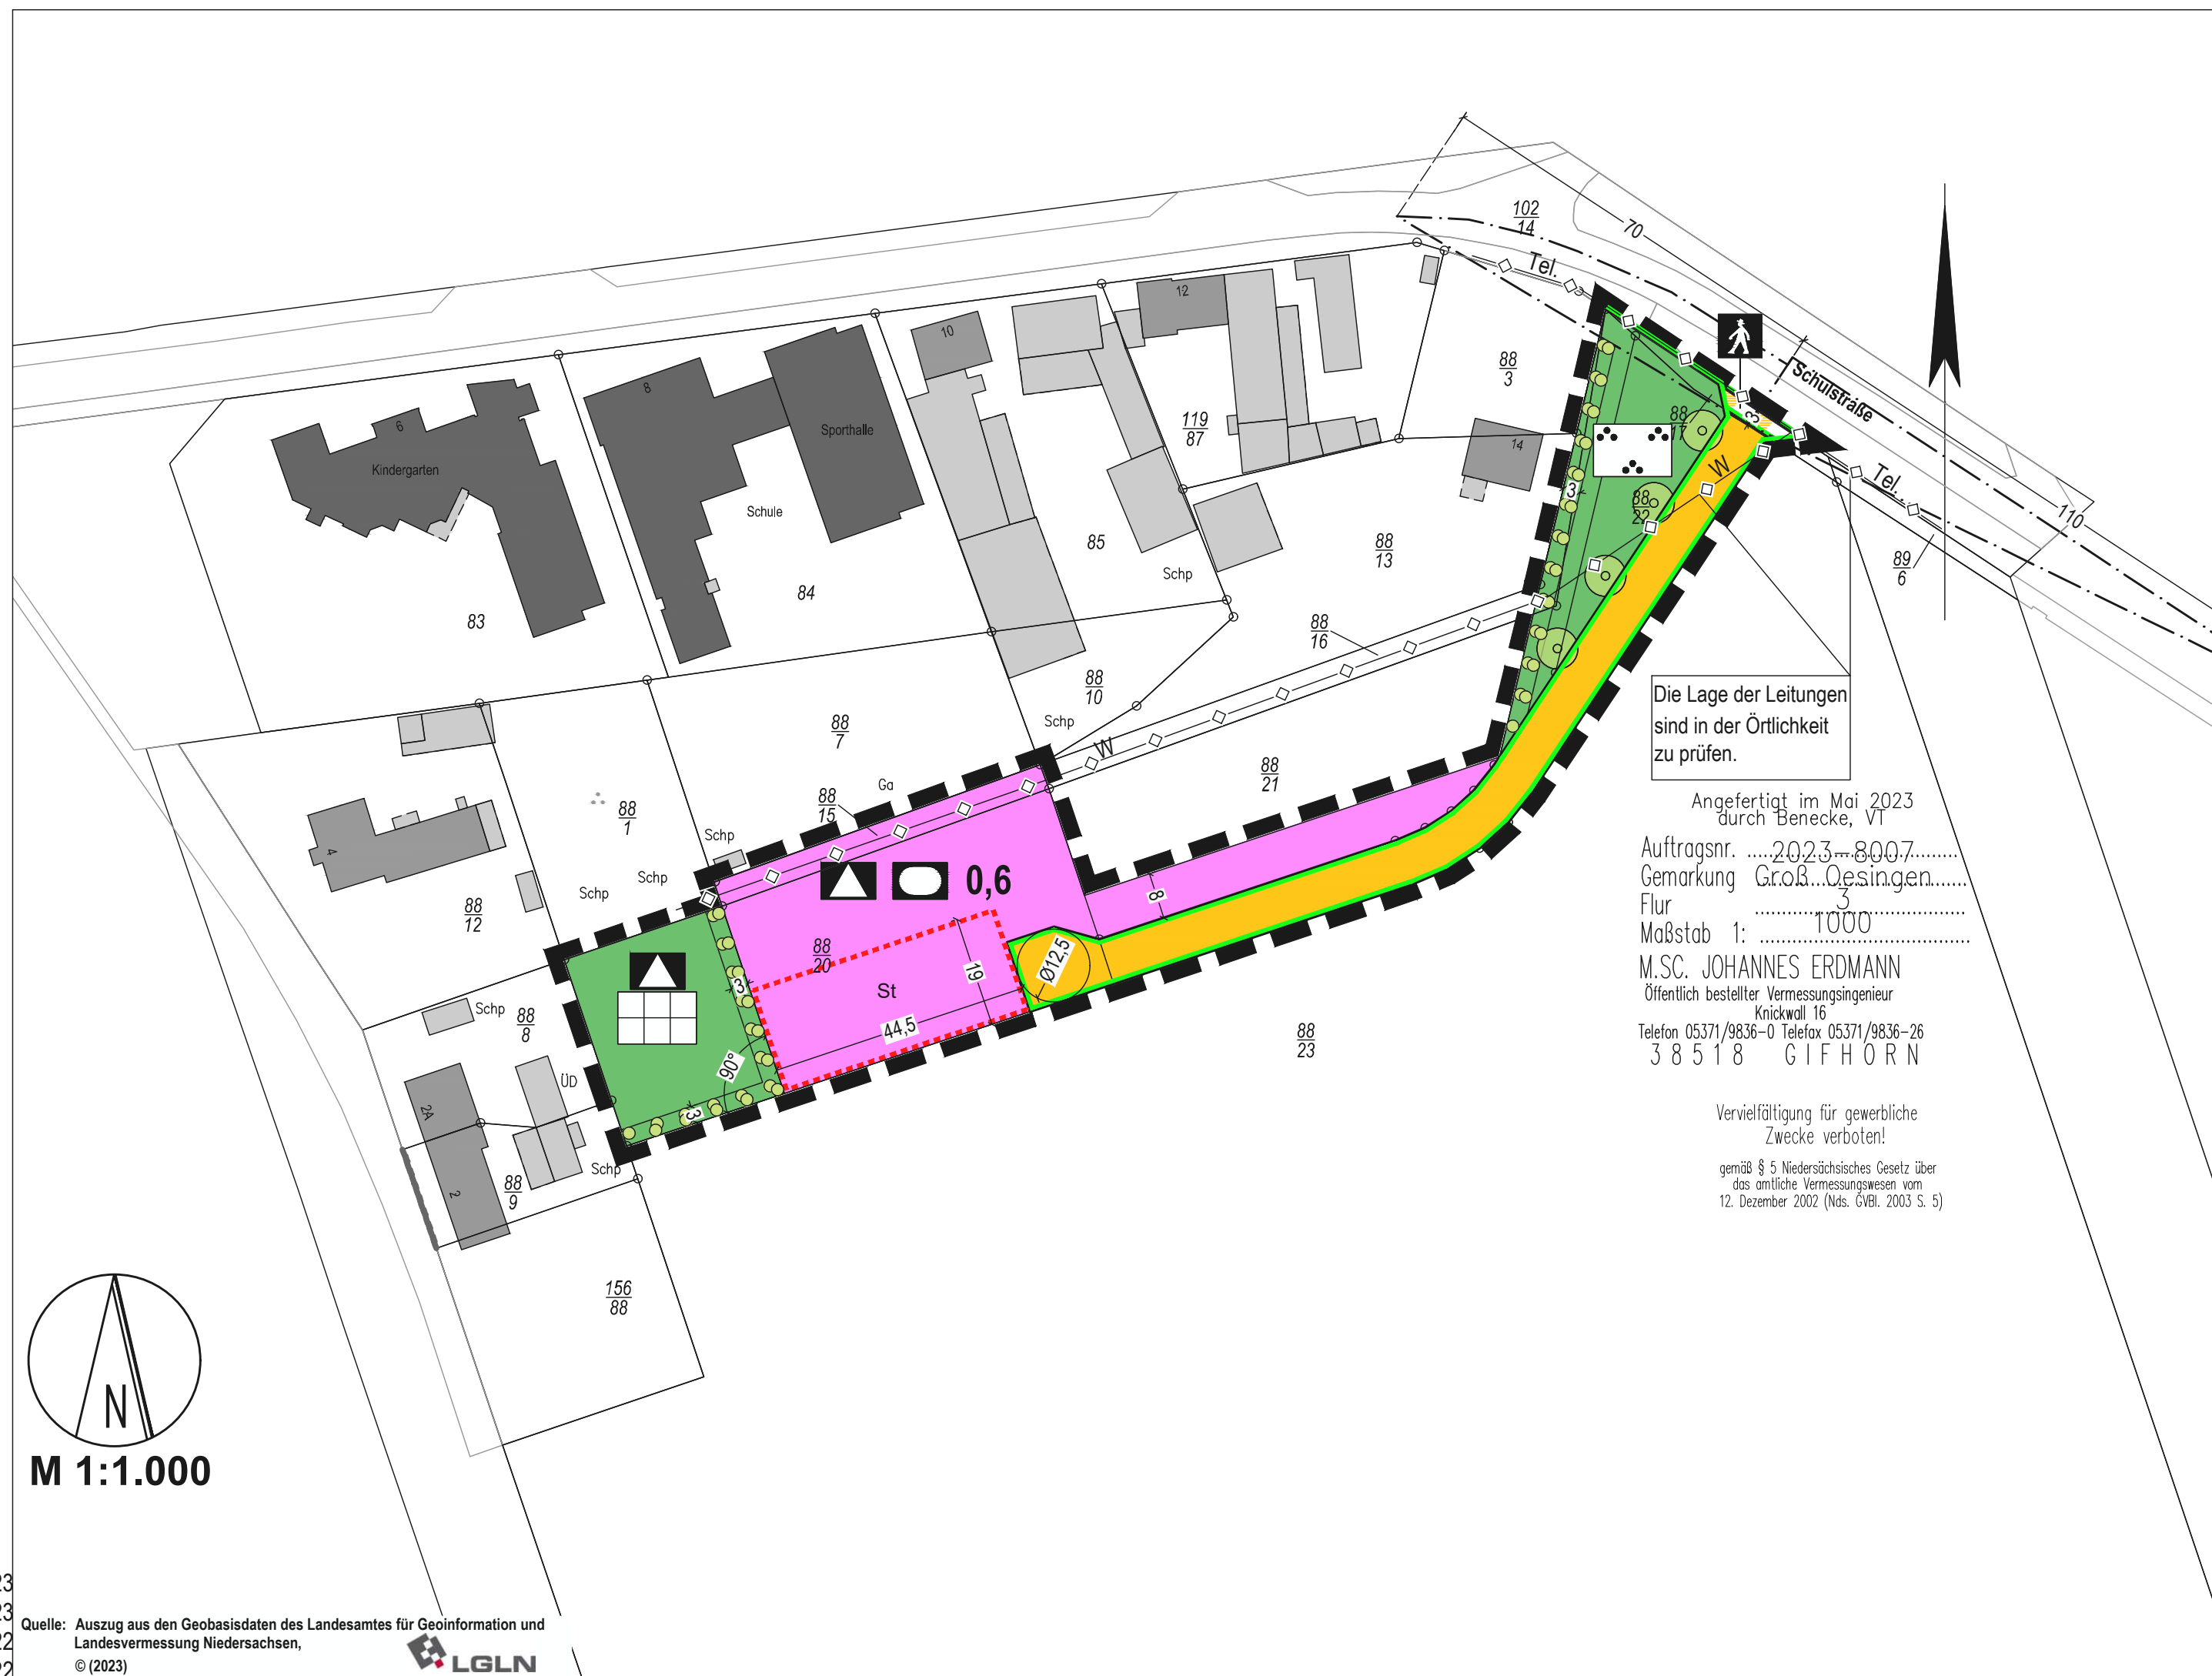 102
14
70
Tel.
Schulstraße
3
12
10
8
6
Kindergarten
Sporthalle
Schule
88
3
119
87
14
88
17
W
88
22
3
Tel.
110
89
6
83
84
85
Schp
88
13
88
16
88
10
Schp
W
88
7
88
21
Die Lage der Leitungen
sind in der Örtlichkeit
zu prüfen.
Ga
88
15
88
1
Schp
Schp
Schp
4
88
12
0,6
8
88
20
19
St
3
44,5
Ø12,5
90°
3
88
23
Schp
88
8
ÜD
2A
2
88
9
Schp
156
88
Angefertigt im Mai 2023
durch Benecke, VT
Auftragsnr. 2023-8007
Gemarkung Groß Oesingen
Flur 3
Maßstab 1: 1000
M.SC. JOHANNES ERDMANN
Öffentlich bestellter Vermessungsingenieur
Knickwall 16
Telefon 05371/9836-0 Telefax 05371/9836-26
38518 GIFHORN
Vervielfältigung für gewerbliche
Zwecke verboten!
gemäß § 5 Niedersächsisches Gesetz über
das amtliche Vermessungswesen vom
12. Dezember 2002 (Nds. GVBl. 2003 S. 5)
N
M 1:1.000
23
23
22
22
Quelle: Auszug aus den Geobasisdaten des Landesamtes für Geoinformation und
Landesvermessung Niedersachsen,
© (2023)
LGLN